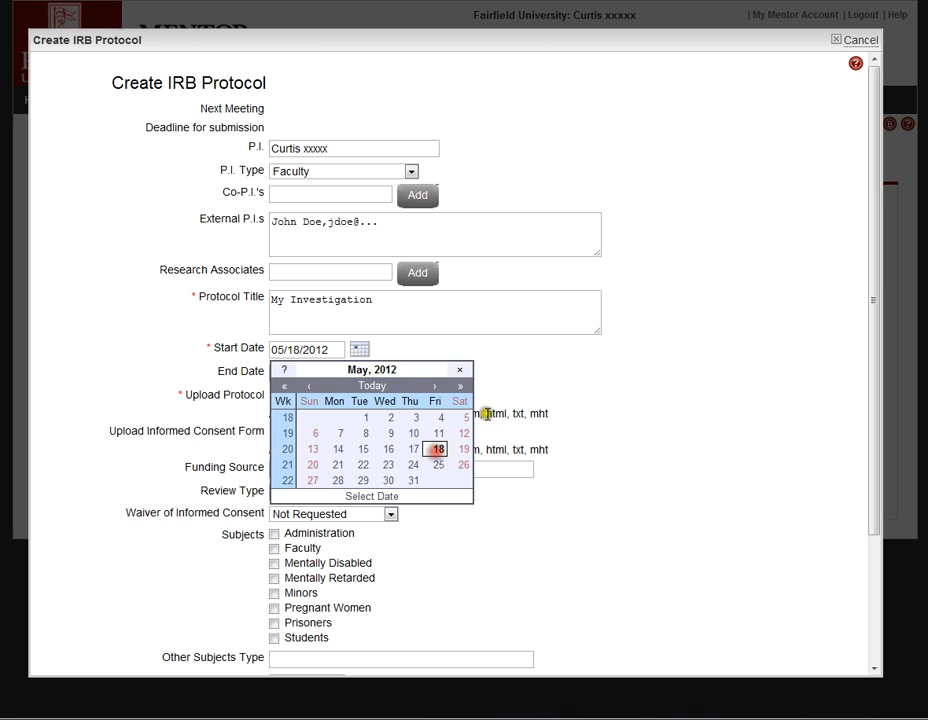 Fairfield University: Curtis xxxxx
| My Mentor Account | Logout | Help
Create IRB Protocol
Cancel
Create IRB Protocol
Next Meeting
Deadline for submission
P.I. Curtis xxxxx
P.I. Type Faculty
Co-P.I.'s Add
External P.I.s John Doe,jdoe@...
Research Associates Add
* Protocol Title My Investigation
* Start Date 05/18/2012
End Date
? May, 2012 ×
« ‹ Today › »
Wk Sun Mon Tue Wed Thu Fri Sat
18 1 2 3 4 5
19 6 7 8 9 10 11 12
20 13 14 15 16 17 18 19
21 20 21 22 23 24 25 26
22 27 28 29 30 31
Select Date
* Upload Protocol
html, txt, mht
Upload Informed Consent Form
html, txt, mht
Funding Source
Review Type
Waiver of Informed Consent Not Requested
Subjects Administration
Faculty
Mentally Disabled
Mentally Retarded
Minors
Pregnant Women
Prisoners
Students
Other Subjects Type